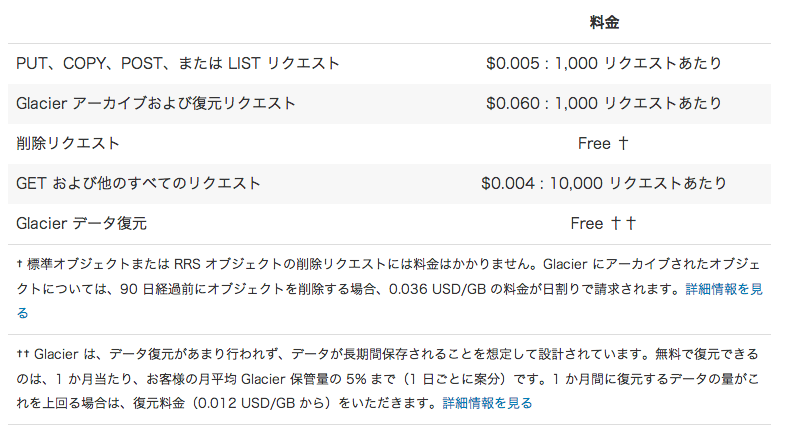 料金
PUT、COPY、POST、または LIST リクエスト $0.005 : 1,000 リクエストあたり
Glacier アーカイブおよび復元リクエスト $0.060 : 1,000 リクエストあたり
削除リクエスト Free †
GET および他のすべてのリクエスト $0.004 : 10,000 リクエストあたり
Glacier データ復元 Free ††
† 標準オブジェクトまたは RRS オブジェクトの削除リクエストには料金はかかりません。Glacier にアーカイブされたオブジェ
クトについては、90 日経過前にオブジェクトを削除する場合、0.036 USD/GB の料金が日割りで請求されます。詳細情報を見
る
†† Glacier は、データ復元があまり行われず、データが長期間保存されることを想定して設計されています。無料で復元できる
のは、1 か月当たり、お客様の月平均 Glacier 保管量の 5% まで（1 日ごとに案分）です。1 か月間に復元するデータの量がこ
れを上回る場合は、復元料金（0.012 USD/GB から）をいただきます。詳細情報を見る